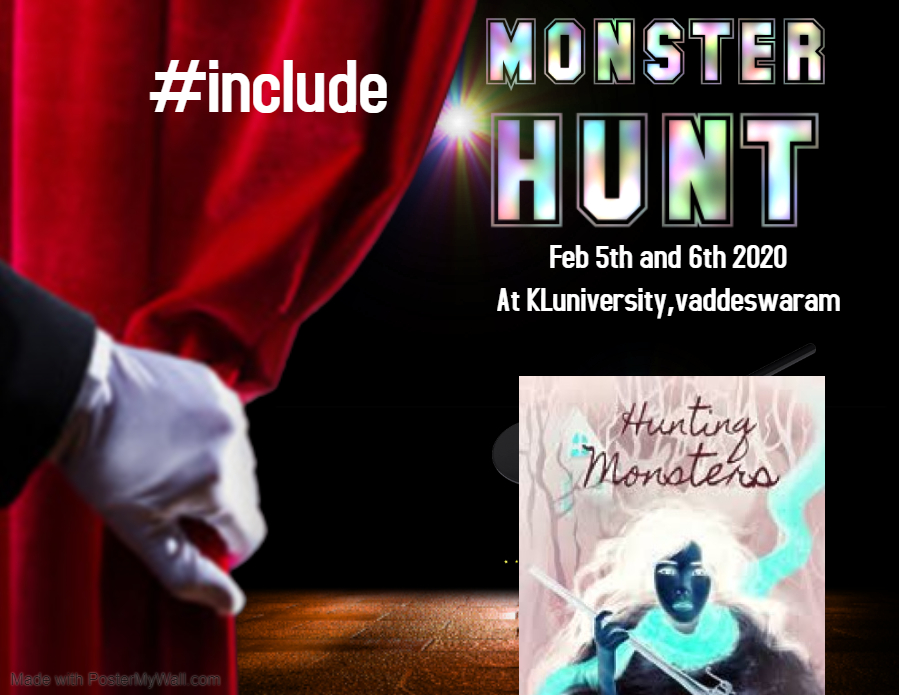 #include
MONSTER
HUNT
Feb 5th and 6th 2020
At KLuniversity,vaddeswaram
Hunting
Monsters
Made with PosterMyWall.com